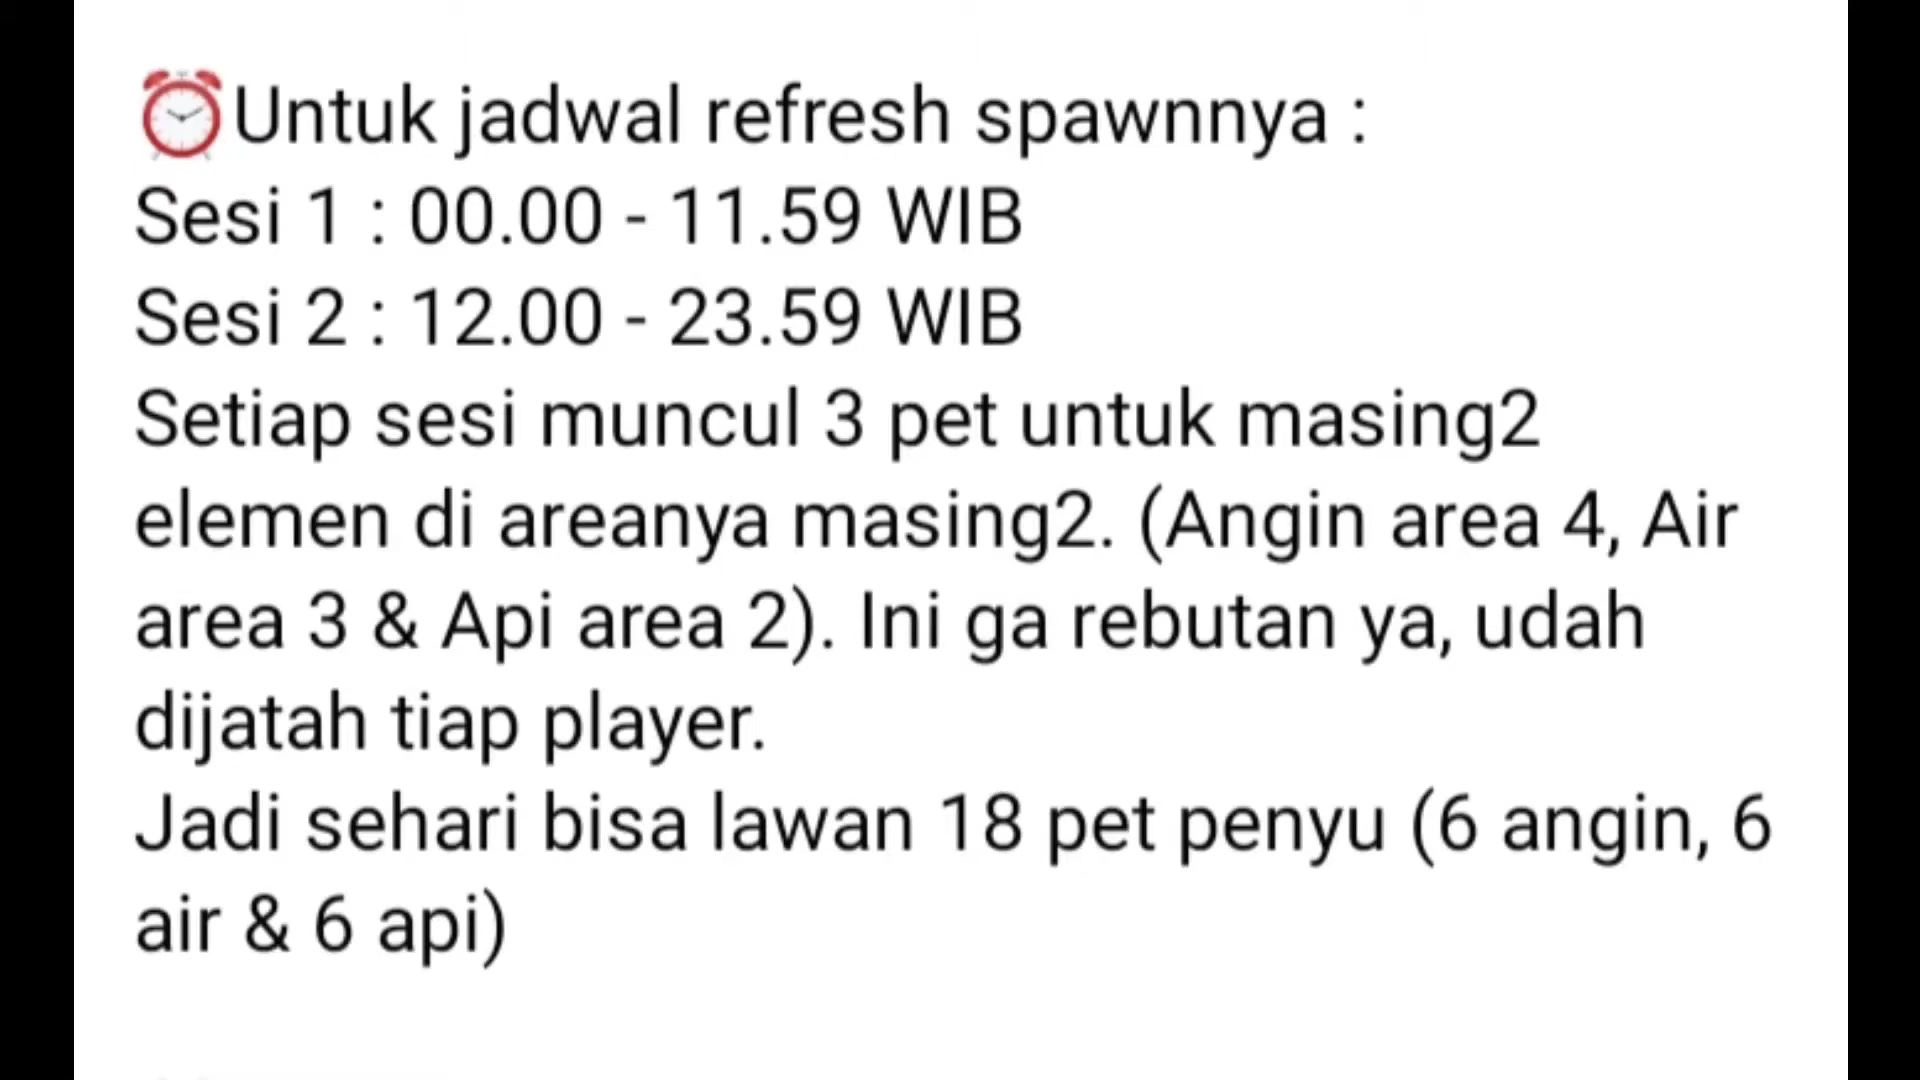 ⏰Untuk jadwal refresh spawnnya :
Sesi 1 : 00.00 - 11.59 WIB
Sesi 2 : 12.00 - 23.59 WIB
Setiap sesi muncul 3 pet untuk masing2
elemen di areanya masing2. (Angin area 4, Air
area 3 & Api area 2). Ini ga rebutan ya, udah
dijatah tiap player.
Jadi sehari bisa lawan 18 pet penyu (6 angin, 6
air & 6 api)